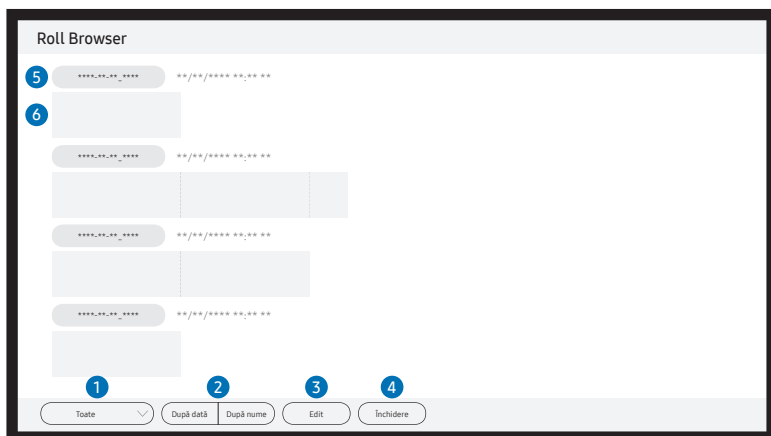 Roll Browser
5 ****-**-**_**** **/**/**** **:** **
6
****-**-**_**** **/**/**** **:** **
****-**-**_**** **/**/**** **:** **
****-**-**_**** **/**/**** **:** **
1 2 3 4
Toate După dată După nume Edit Închidere